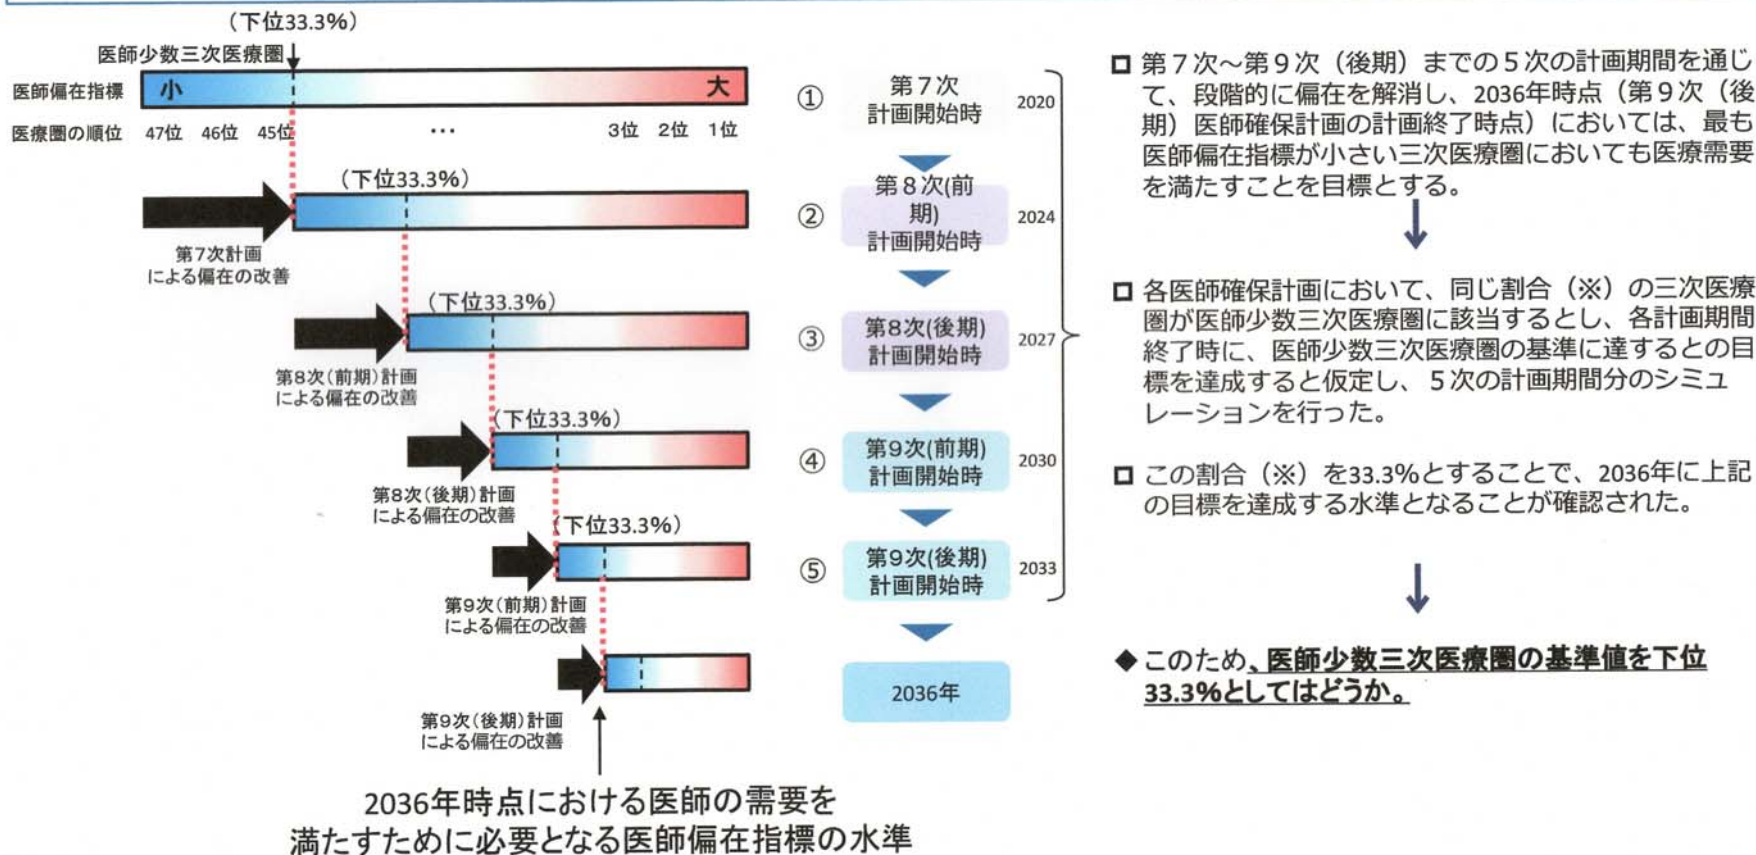 （下位33.3%）
医師少数三次医療圏
医師偏在指標
小
大
医療圏の順位
47位 46位 45位 … 3位 2位 1位
（下位33.3%）
第7次計画
による偏在の改善
（下位33.3%）
第8次（前期）計画
による偏在の改善
（下位33.3%）
第8次（後期）計画
による偏在の改善
（下位33.3%）
第9次（前期）計画
による偏在の改善
第9次（後期）計画
による偏在の改善
2036年時点における医師の需要を
満たすために必要となる医師偏在指標の水準
① 第７次
計画開始時 2020
② 第８次(前
期)
計画開始時 2024
③ 第8次(後期)
計画開始時 2027
④ 第9次(前期)
計画開始時 2030
⑤ 第9次(後期)
計画開始時 2033
2036年
□ 第７次～第９次（後期）までの５次の計画期間を通じ
て、段階的に偏在を解消し、2036年時点（第９次（後
期）医師確保計画の計画終了時点）においては、最も
医師偏在指標が小さい三次医療圏においても医療需要
を満たすことを目標とする。
□ 各医師確保計画において、同じ割合（※）の三次医療
圏が医師少数三次医療圏に該当するとし、各計画期間
終了時に、医師少数三次医療圏の基準に達するとの目
標を達成すると仮定し、５次の計画期間分のシミュ
レーションを行った。
□ この割合（※）を33.3%とすることで、2036年に上記
の目標を達成する水準となることが確認された。
◆ このため、医師少数三次医療圏の基準値を下位
33.3%としてはどうか。